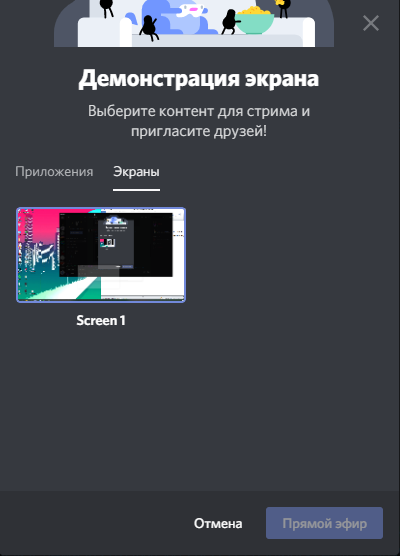 Демонстрация экрана
Выберите контент для стрима и
пригласите друзей!
Приложения
Экраны
Screen 1
Отмена
Прямой эфир